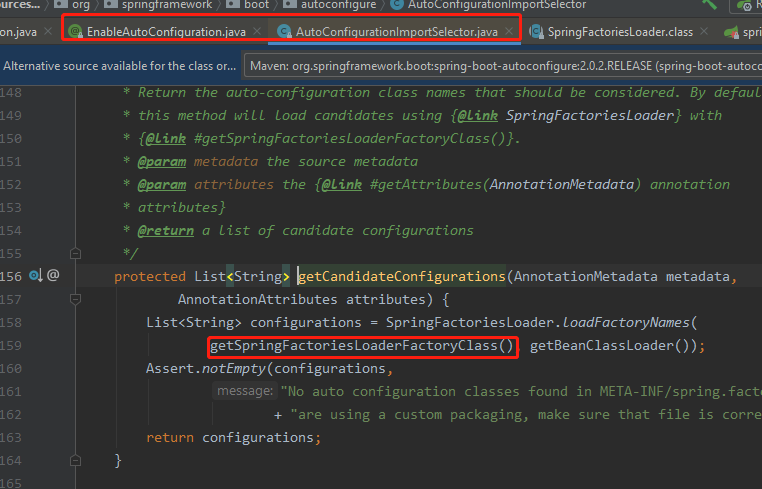 ources... org springframework boot autoconfigure AutoConfigurationImportSelector
on.java EnableAutoConfiguration.java AutoConfigurationImportSelector.java SpringFactoriesLoader.class spri
Alternative source available for the class or... Maven: org.springframework.boot:spring-boot-autoconfigure:2.0.2.RELEASE (spring-boot-autoco
148 * Return the auto-configuration class names that should be considered. By defau
149 * this method will load candidates using {@link SpringFactoriesLoader} with
150 * {@link #getSpringFactoriesLoaderFactoryClass()}.
151 * @param metadata the source metadata
152 * @param attributes the {@link #getAttributes(AnnotationMetadata) annotation
153 * attributes}
154 * @return a list of candidate configurations
155 */
156 @ protected List<String> getCandidateConfigurations(AnnotationMetadata metadata,
157 AnnotationAttributes attributes) {
158 List<String> configurations = SpringFactoriesLoader.loadFactoryNames(
159 getSpringFactoriesLoaderFactoryClass(), getBeanClassLoader());
160 Assert.notEmpty(configurations,
161 message: "No auto configuration classes found in META-INF/spring.facto
162 + "are using a custom packaging, make sure that file is corre
163 return configurations;
164 }
165